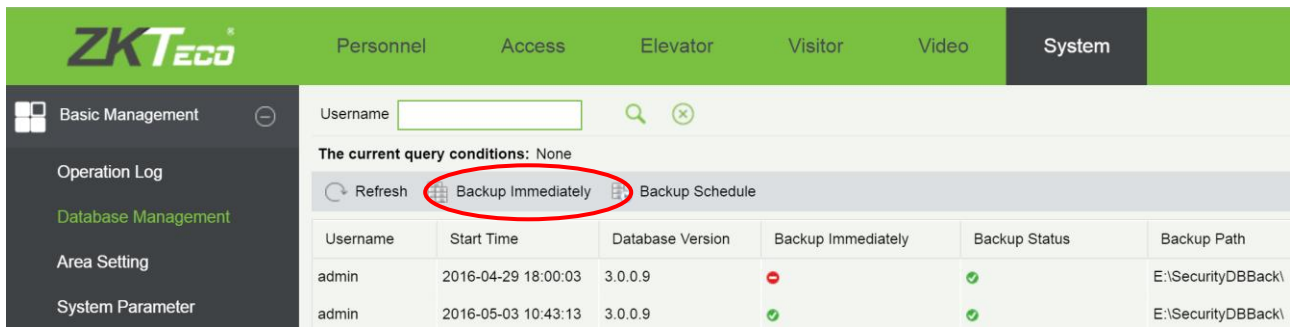 ZKTeco
Personnel Access Elevator Visitor Video System
Basic Management
Username
The current query conditions: None
Operation Log
Refresh Backup Immediately Backup Schedule
Database Management
Username Start Time Database Version Backup Immediately Backup Status Backup Path
Area Setting
admin 2016-04-29 18:00:03 3.0.0.9 E:\SecurityDBBack\
System Parameter
admin 2016-05-03 10:43:13 3.0.0.9 E:\SecurityDBBack\